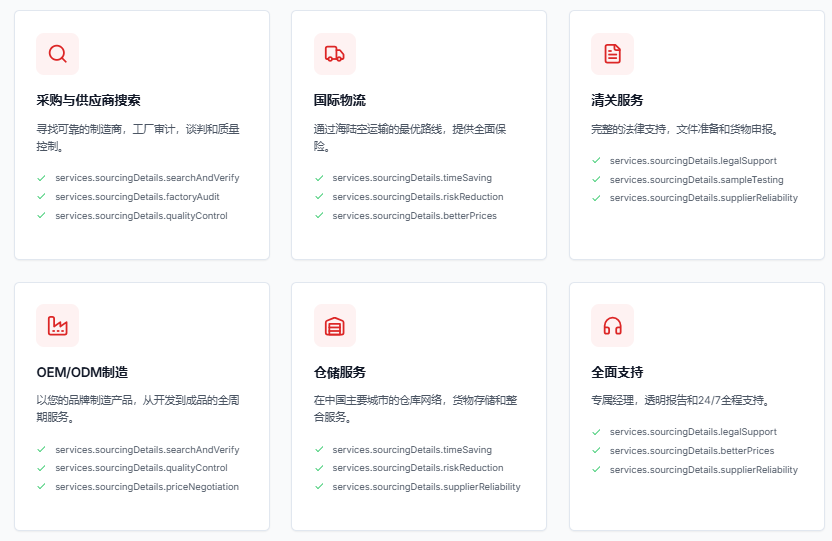 采购与供应商搜索
寻找可靠的制造商，工厂审计，谈判和质量
控制。
services.sourcingDetails.searchAndVerify
services.sourcingDetails.factoryAudit
services.sourcingDetails.qualityControl
国际物流
通过海陆空运输的最优路线，提供全面保
险。
services.sourcingDetails.timeSaving
services.sourcingDetails.riskReduction
services.sourcingDetails.betterPrices
清关服务
完整的法律支持，文件准备和货物申报。
services.sourcingDetails.legalSupport
services.sourcingDetails.sampleTesting
services.sourcingDetails.supplierReliability
OEM/ODM制造
以您的品牌制造产品，从开发到成品的全周
期服务。
services.sourcingDetails.searchAndVerify
services.sourcingDetails.qualityControl
services.sourcingDetails.priceNegotiation
仓储服务
在中国主要城市的仓库网络，货物存储和整
合服务。
services.sourcingDetails.timeSaving
services.sourcingDetails.riskReduction
services.sourcingDetails.supplierReliability
全面支持
专属经理，透明报告和24/7全程支持。
services.sourcingDetails.legalSupport
services.sourcingDetails.betterPrices
services.sourcingDetails.supplierReliability